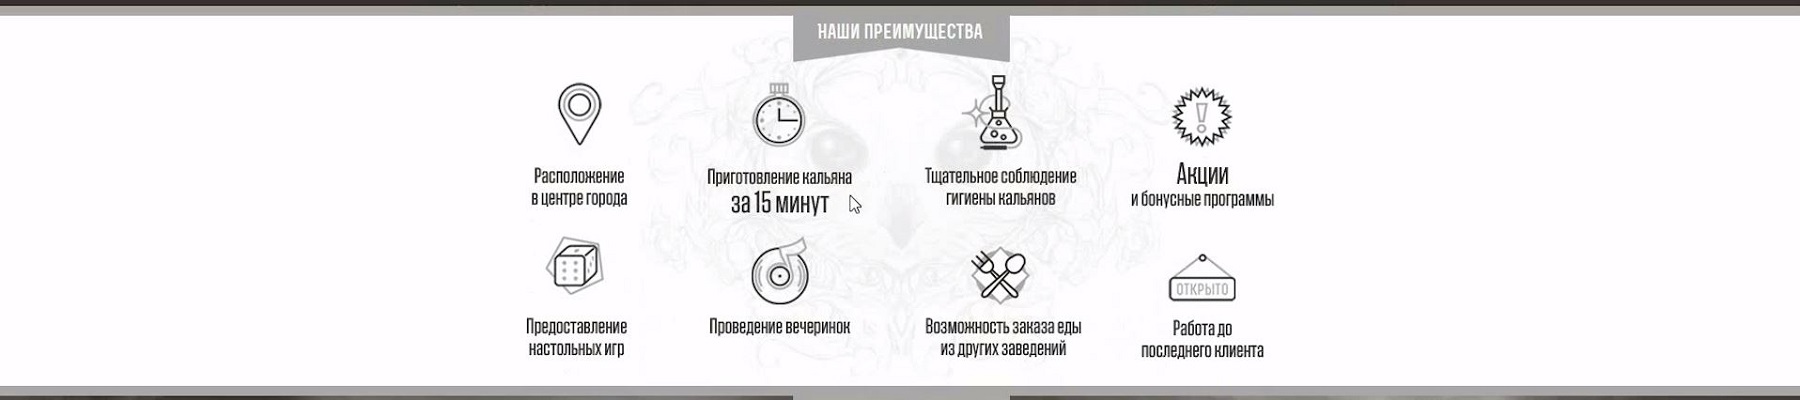 НАШИ ПРЕИМУЩЕСТВА
Расположение
в центре города
Приготовление кальяна
за 15 минут
Тщательное соблюдение
гигиены кальянов
Акции
и бонусные программы
Предоставление
настольных игр
Проведение вечеринок
Возможность заказа еды
из других заведений
ОТКРЫТО
Работа до
последнего клиента